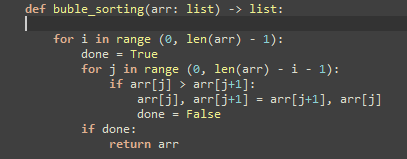 def buble_sorting(arr: list) -> list:
for i in range (0, len(arr) - 1):
done = True
for j in range (0, len(arr) - i - 1):
if arr[j] > arr[j+1]:
arr[j], arr[j+1] = arr[j+1], arr[j]
done = False
if done:
return arr